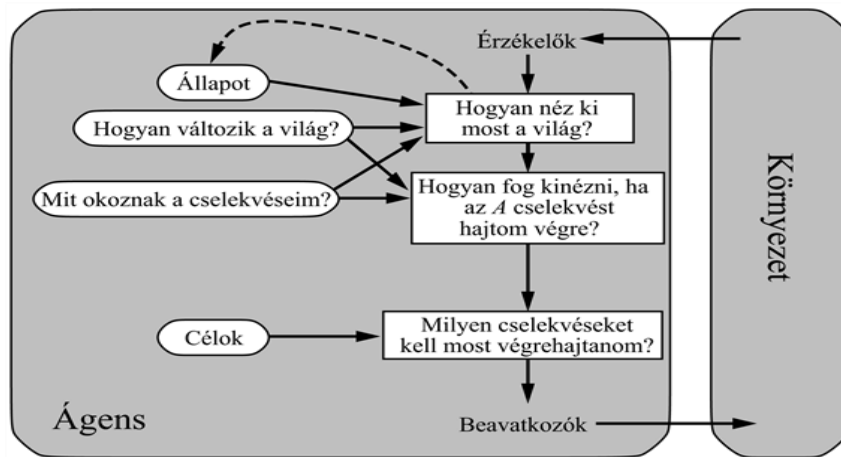 Érzékelők
Állapot
Hogyan néz ki
most a világ?
Hogyan változik a világ?
Mit okoznak a cselekvéseim?
Hogyan fog kinézni, ha
az A cselekvést
hajtom végre?
Célok
Milyen cselekvéseket
kell most végrehajtanom?
Ágens
Beavatkozók
Környezet